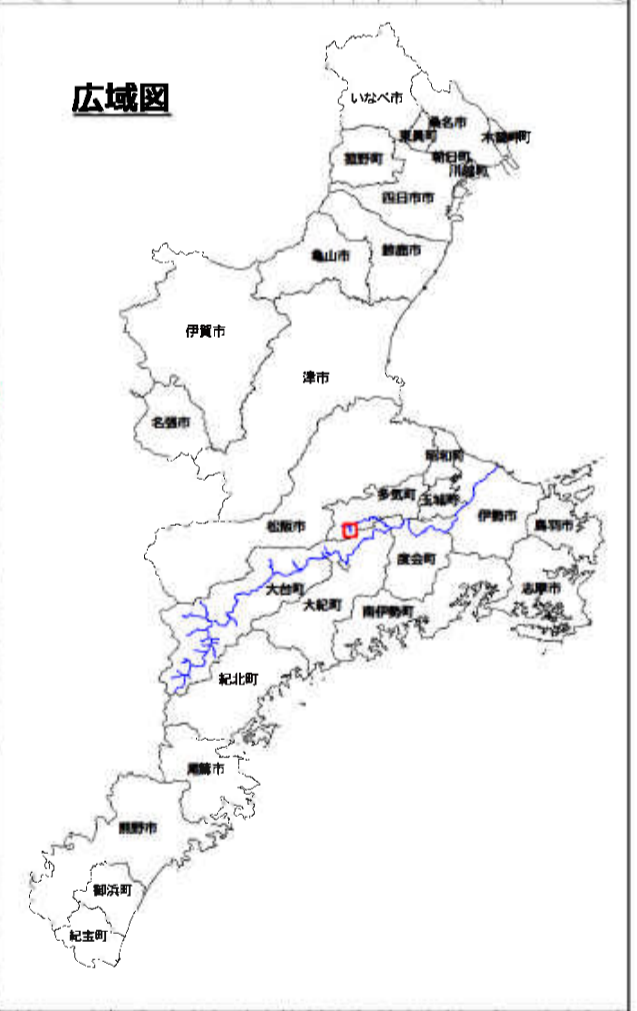 広域図
いなべ市
桑名市
東員町
木曽岬町
菰野町
朝日町
川越町
四日市市
鈴鹿市
亀山市
伊賀市
津市
名張市
明和町
多気町
玉城町
松阪市
伊勢市
鳥羽市
度会町
大台町
志摩市
大紀町
南伊勢町
紀北町
尾鷲市
熊野市
御浜町
紀宝町